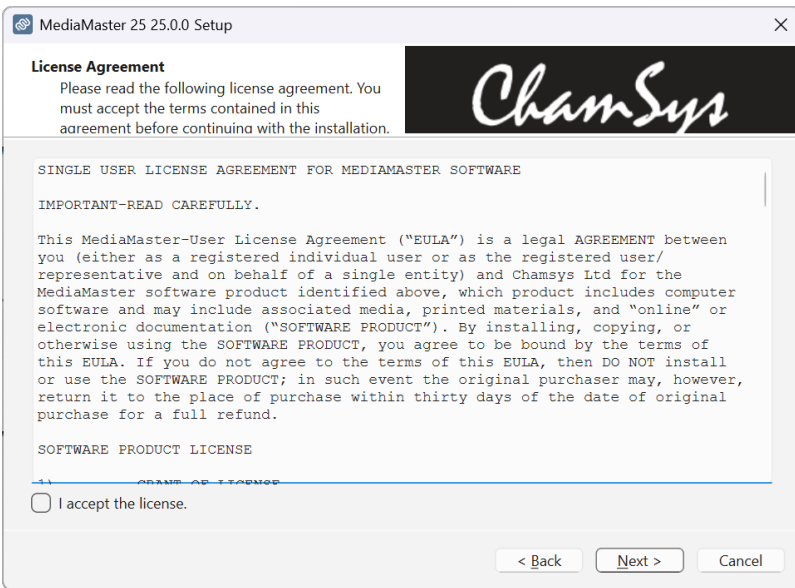 MediaMaster 25 25.0.0 Setup
License Agreement
Please read the following license agreement. You
must accept the terms contained in this
agreement before continuing with the installation.
ChamSys
SINGLE USER LICENSE AGREEMENT FOR MEDIAMASTER SOFTWARE
IMPORTANT-READ CAREFULLY.
This MediaMaster-User License Agreement (“EULA”) is a legal AGREEMENT between
you (either as a registered individual user or as the registered user/
representative and on behalf of a single entity) and Chamsys Ltd for the
MediaMaster software product identified above, which product includes computer
software and may include associated media, printed materials, and “online” or
electronic documentation (“SOFTWARE PRODUCT”). By installing, copying, or
otherwise using the SOFTWARE PRODUCT, you agree to be bound by the terms of
this EULA. If you do not agree to the terms of this EULA, then DO NOT install
or use the SOFTWARE PRODUCT; in such event the original purchaser may, however,
return it to the place of purchase within thirty days of the date of original
purchase for a full refund.
SOFTWARE PRODUCT LICENSE
1) GRANT OF LICENSE
I accept the license.
< Back
Next >
Cancel